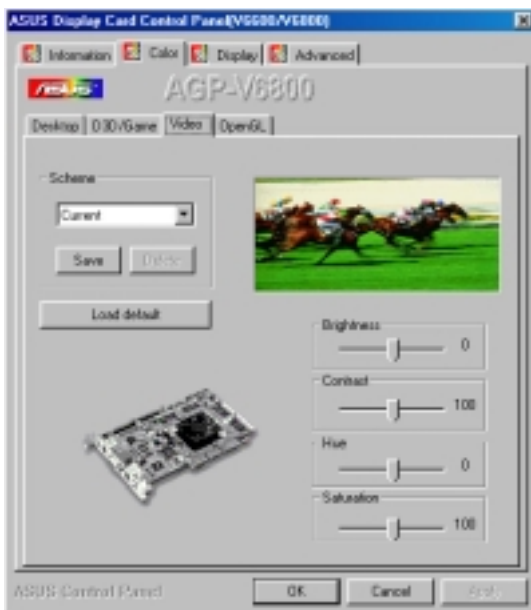 ASUS Display Card Control Panel(V6600/V6800)
Information Color Display Advanced
ASUS AGP-V6800
Desktop D3D/Game Video OpenGL
Scheme
Current
Save Delete
Load default
Brightness
0
Contrast
100
Hue
0
Saturation
100
ASUS Control Panel OK Cancel Apply